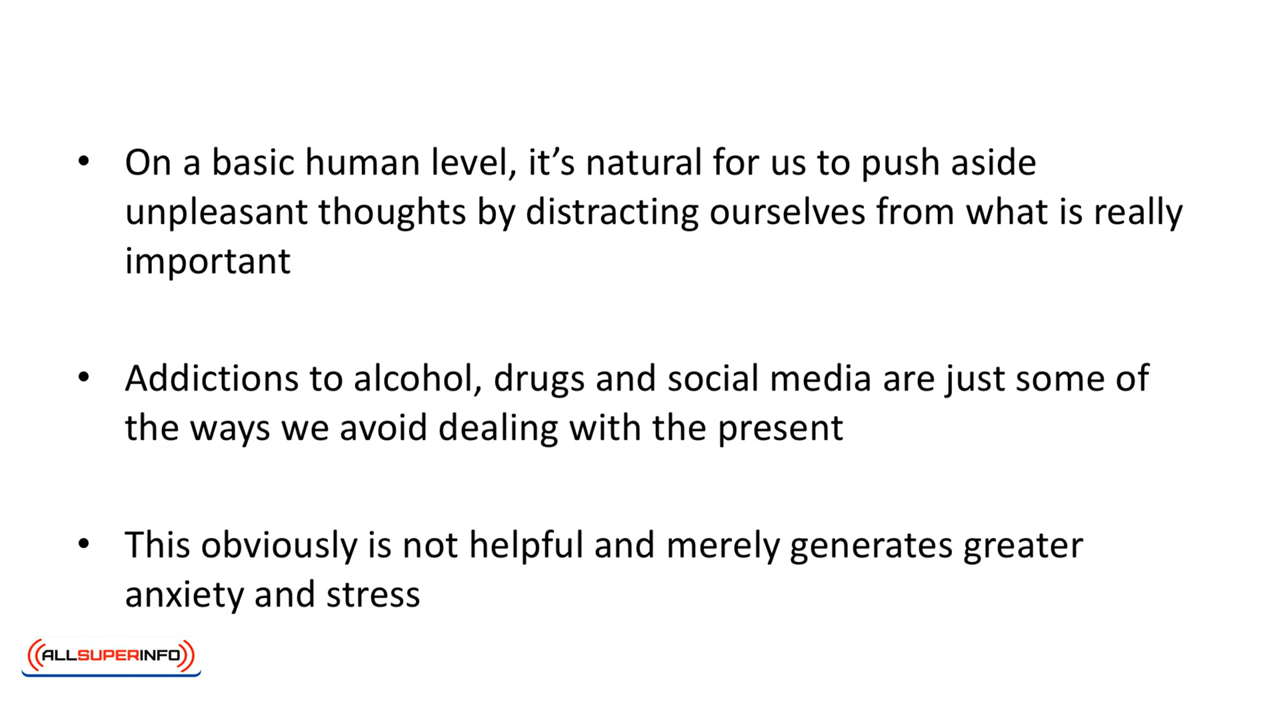 • On a basic human level, it’s natural for us to push aside
unpleasant thoughts by distracting ourselves from what is really
important
• Addictions to alcohol, drugs and social media are just some of
the ways we avoid dealing with the present
• This obviously is not helpful and merely generates greater
anxiety and stress
ALLSUPERINFO